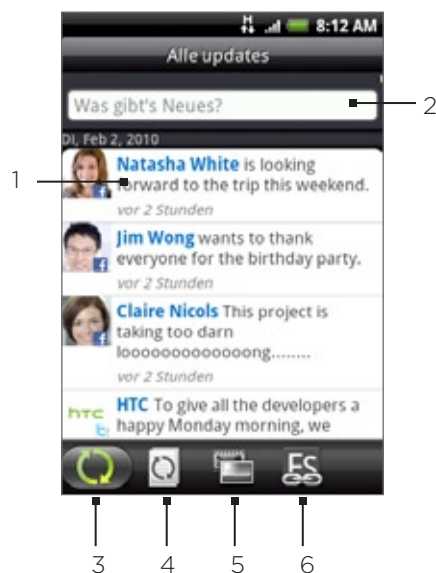 H 8:12 AM
Alle updates
Was gibt's Neues?
DI, Feb 2, 2010
Natasha White is looking
forward to the trip this weekend.
vor 2 Stunden
Jim Wong wants to thank
everyone for the birthday party.
vor 2 Stunden
Claire Nicols This project is
taking too darn
looooooooooooong........
vor 2 Stunden
hTC HTC To give all the developers a
happy Monday morning, we
FS
1
2
3 4 5 6